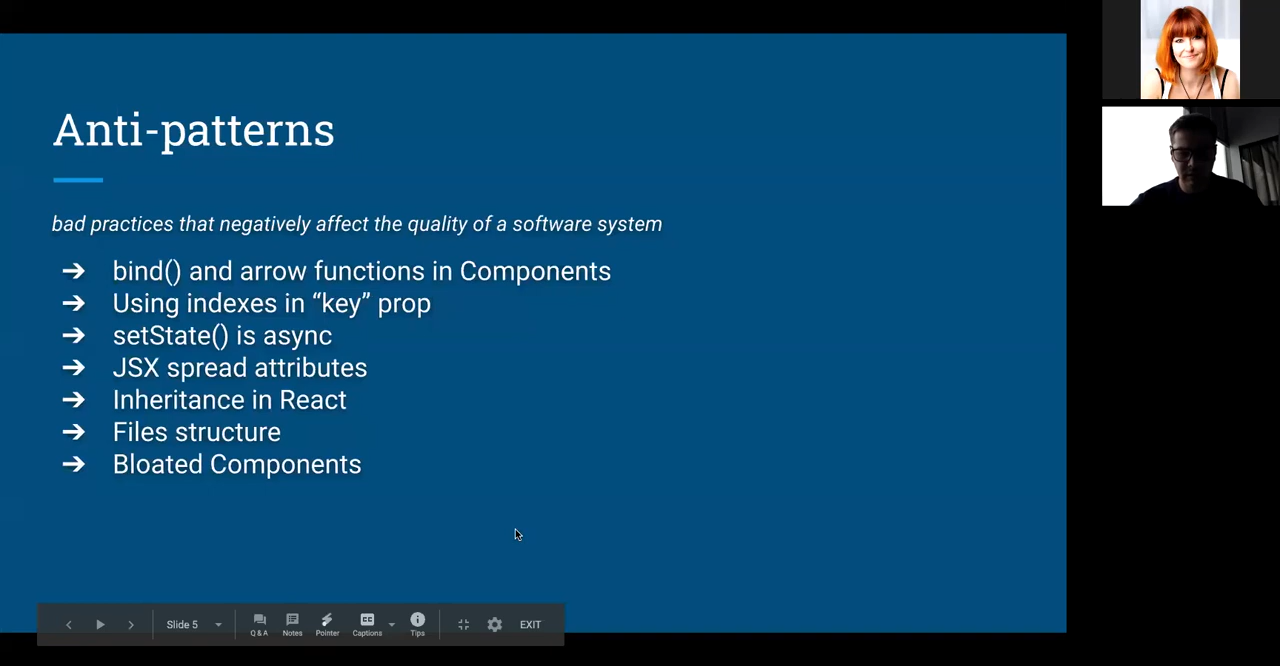 Anti-patterns
bad practices that negatively affect the quality of a software system
➔ bind() and arrow functions in Components
➔ Using indexes in “key” prop
➔ setState() is async
➔ JSX spread attributes
➔ Inheritance in React
➔ Files structure
➔ Bloated Components
Slide 5
Q & A
Notes
Pointer
CC
Captions
Tips
EXIT